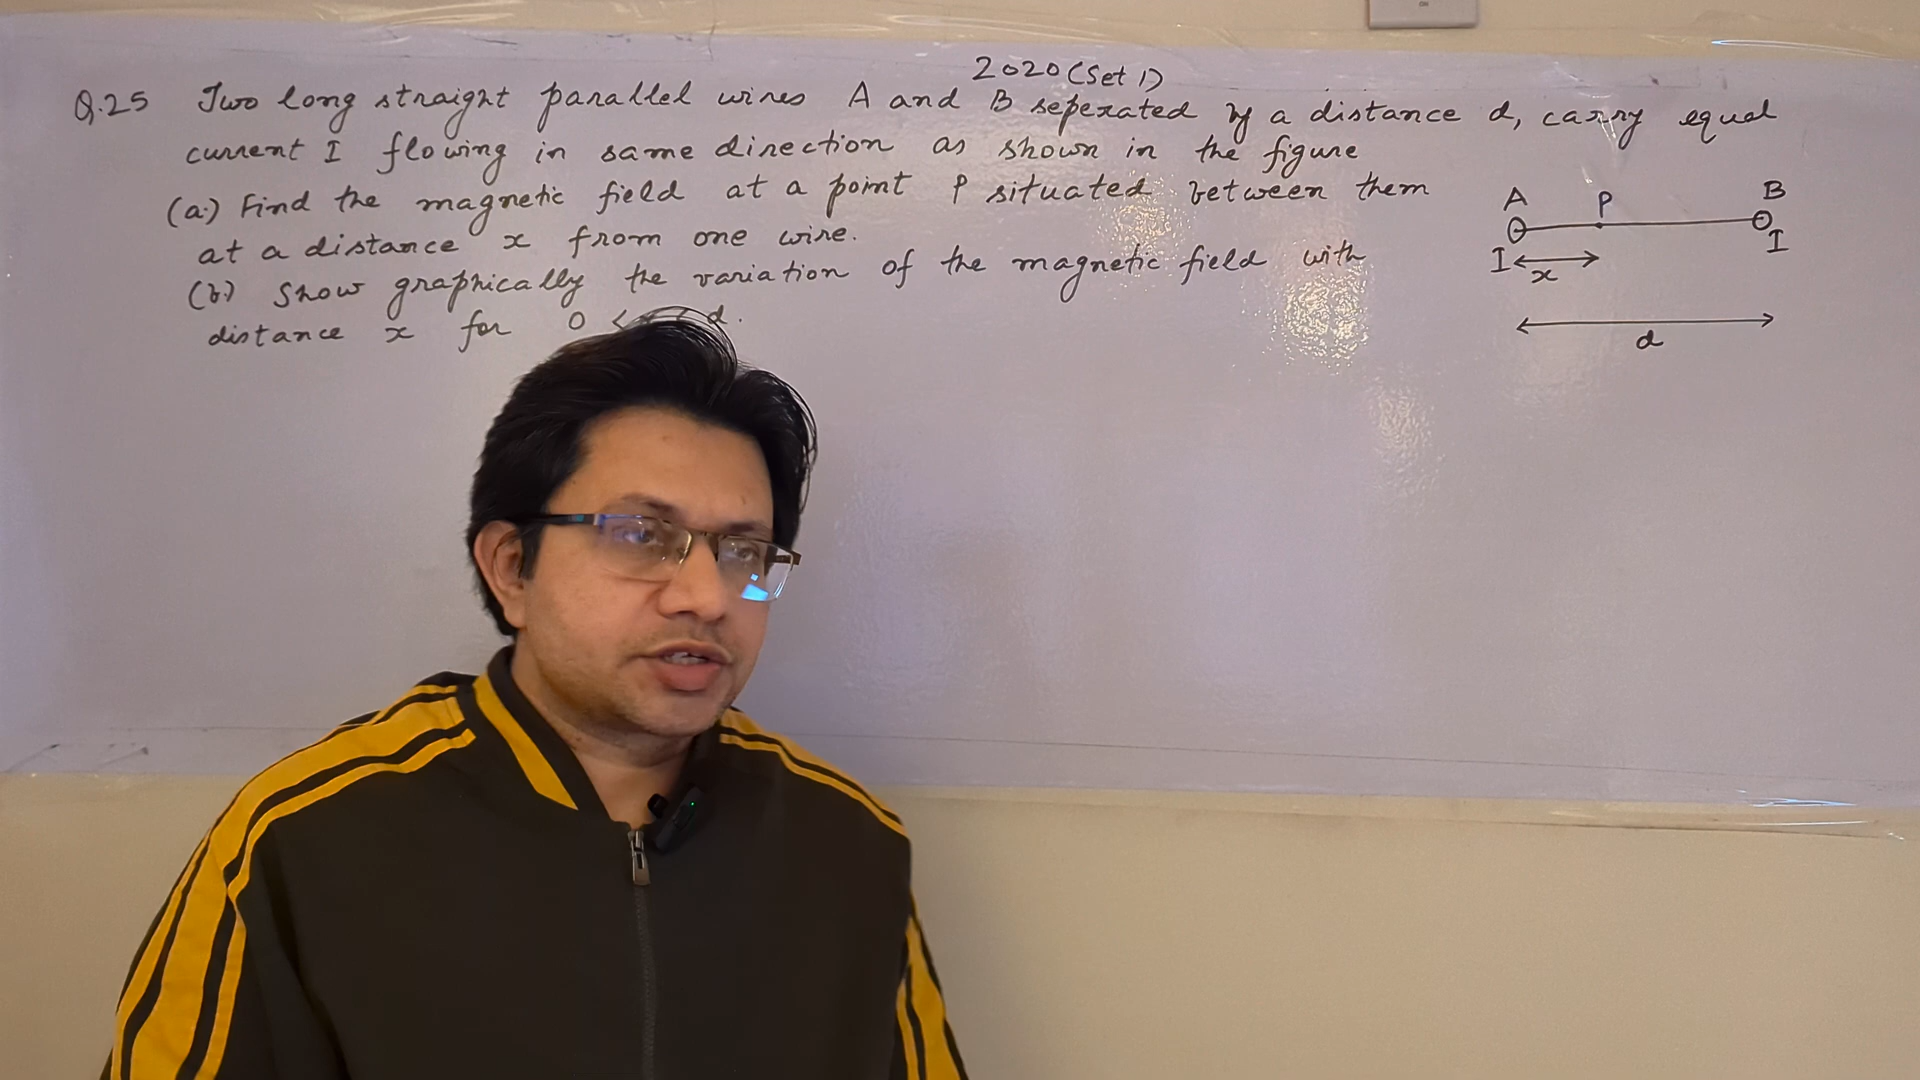 2020 (Set 1)
Q.25 Two long straight parallel wires A and B seperated by a distance d, carry equal
current I flowing in same direction as shown in the figure
(a.) Find the magnetic field at a point P situated between them
at a distance x from one wire.
(b.) Show graphically the variation of the magnetic field with
distance x for 0 < x < d.
A P B
I I
x
d